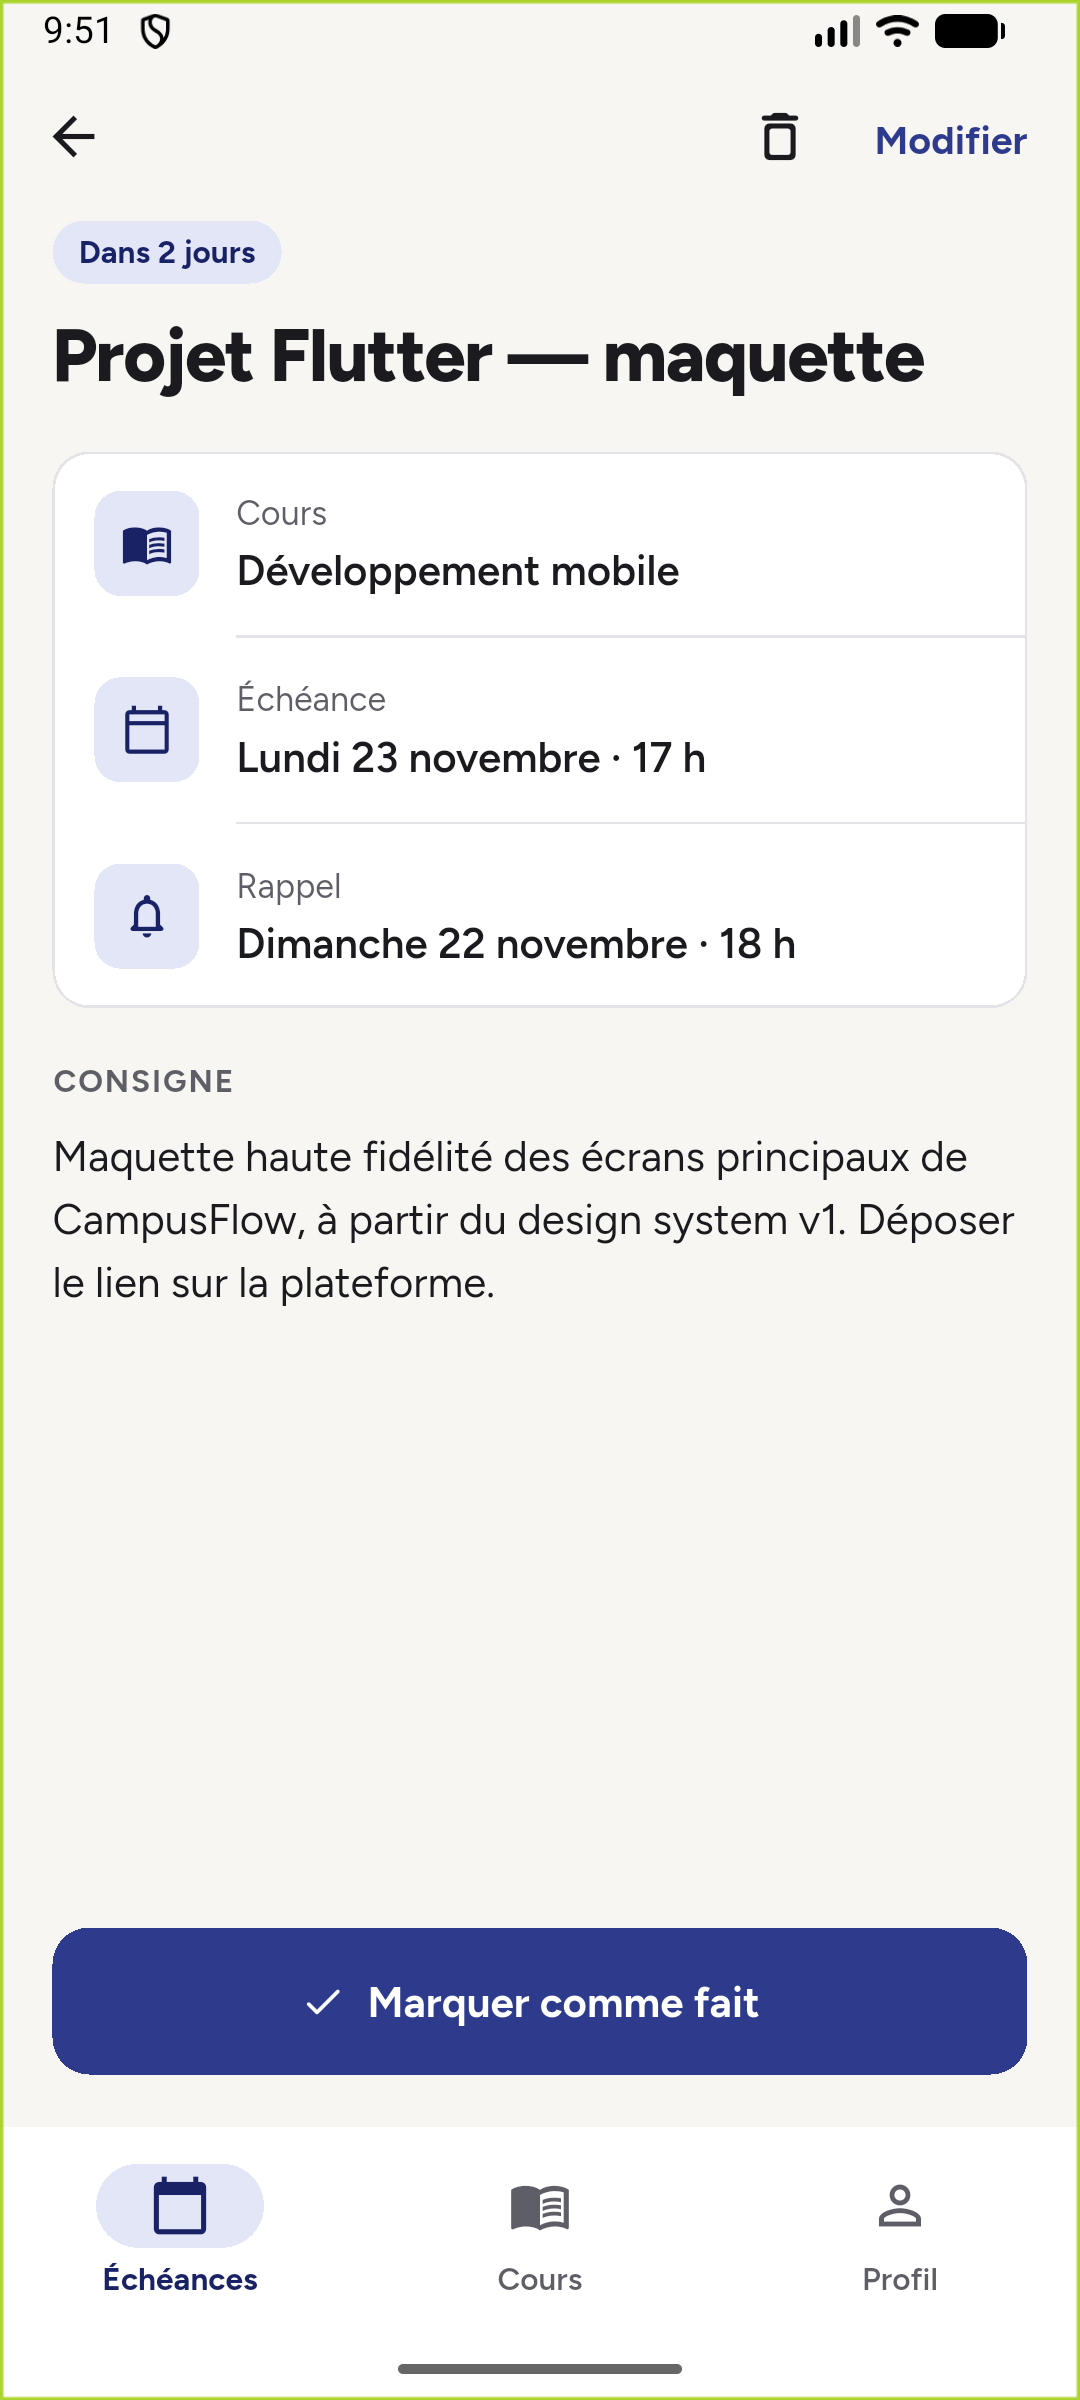 9:51
Modifier
Dans 2 jours
Projet Flutter — maquette
Cours
Développement mobile
Échéance
Lundi 23 novembre · 17 h
Rappel
Dimanche 22 novembre · 18 h
CONSIGNE
Maquette haute fidélité des écrans principaux de
CampusFlow, à partir du design system v1. Déposer
le lien sur la plateforme.
Marquer comme fait
Échéances
Cours
Profil